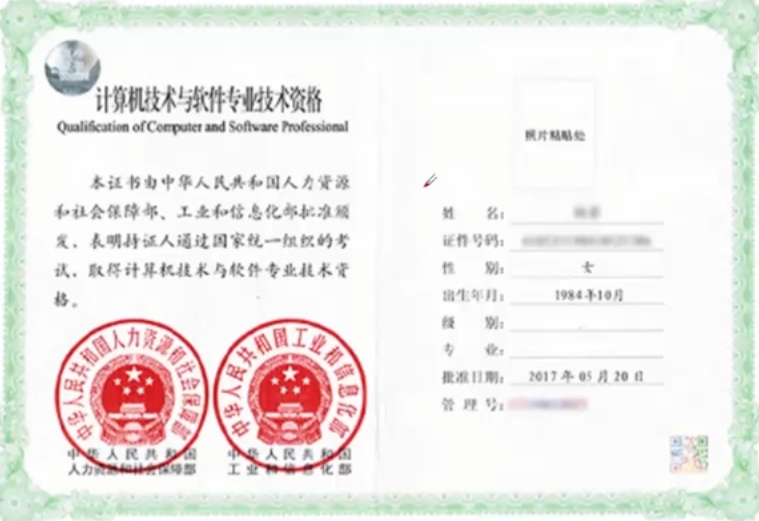 计算机技术与软件专业技术资格
Qualification of Computer and Software Professional
本证书由中华人民共和国人力资源
和社会保障部、工业和信息化部批准颁
发，表明持证人通过国家统一组织的考
试，取得计算机技术与软件专业技术资
格。
中华人民共和国人力资源和社会保障部
中华人民共和国工业和信息化部
中华人民共和国
人力资源和社会保障部
中华人民共和国
工业和信息化部
照片粘贴处
姓 名：
证件号码：
性 别： 女
出生年月： 1984年10月
级 别：
专 业：
批准日期： 2017年05月20日
管 理 号：